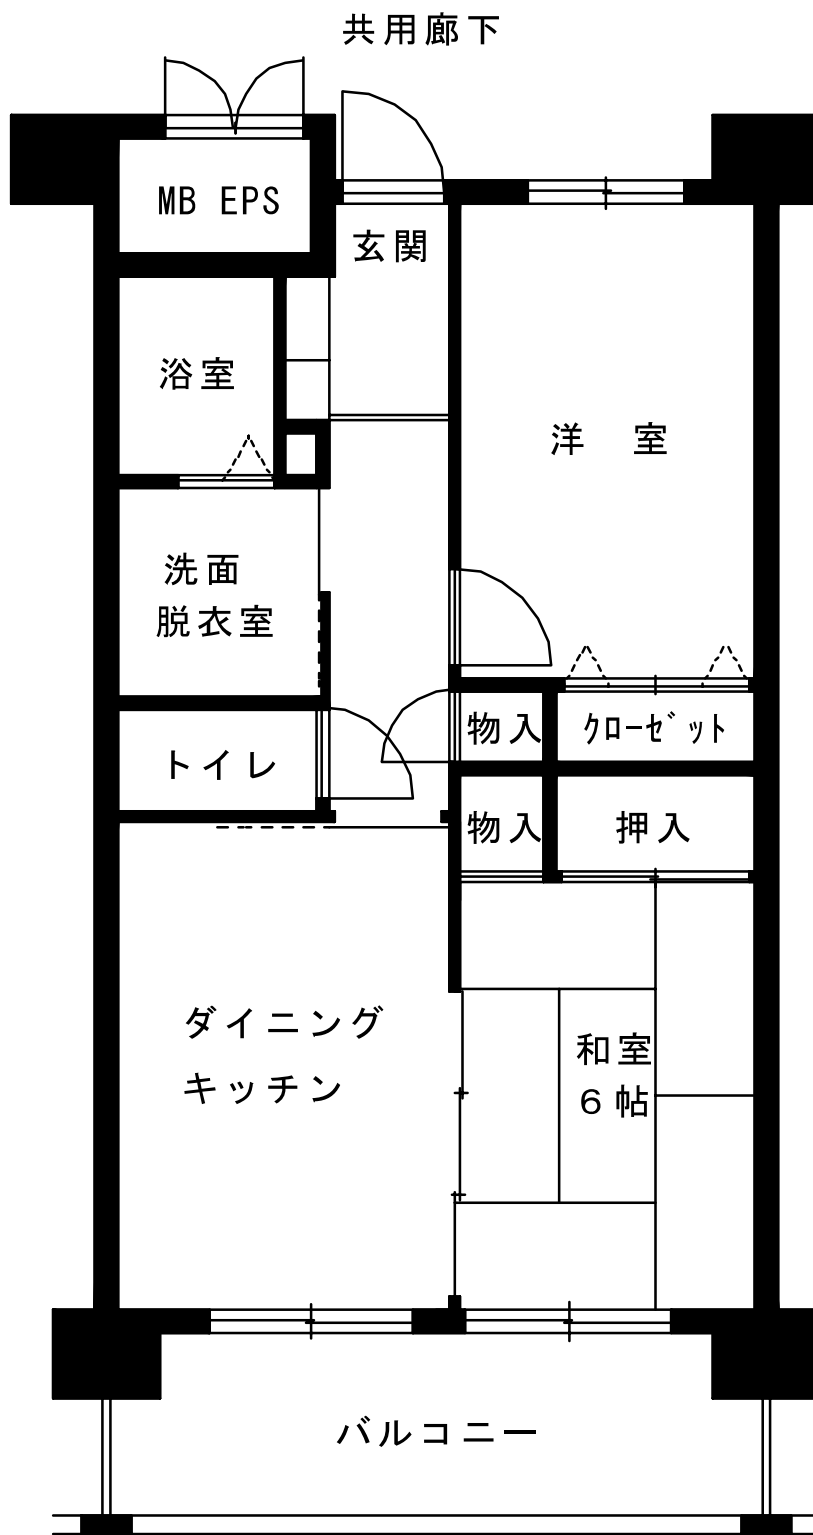 共用廊下
MB EPS
玄関
浴室
洋 室
洗面
脱衣室
物入
クローゼット
トイレ
物入
押入
ダイニング
キッチン
和室
6帖
バルコニー